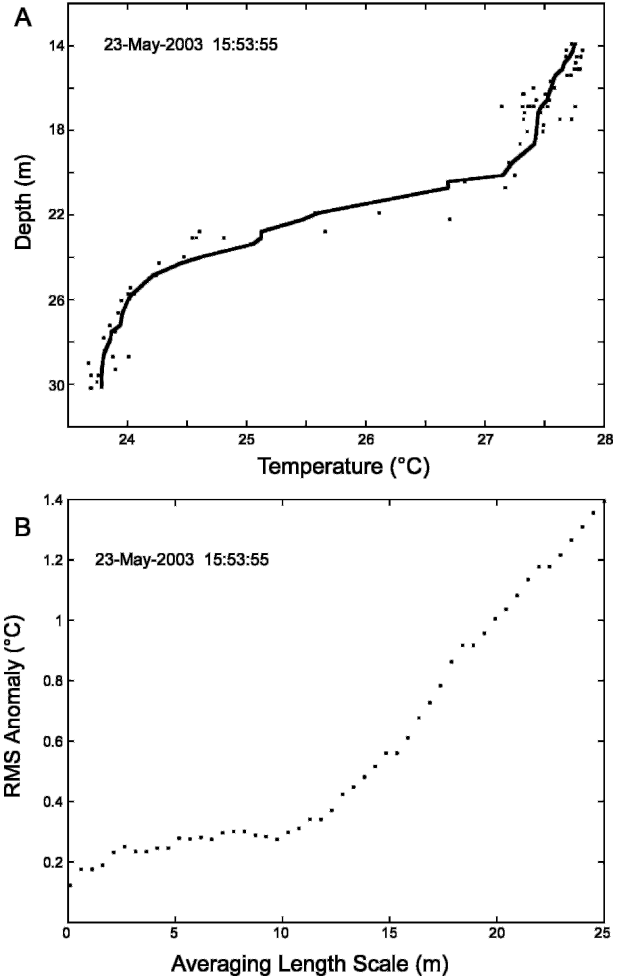 A
23-May-2003 15:53:55
14
18
22
26
30
Depth (m)
24 25 26 27 28
Temperature (°C)
B
23-May-2003 15:53:55
1.4
1.2
1
0.8
0.6
0.4
0.2
RMS Anomaly (°C)
0 5 10 15 20 25
Averaging Length Scale (m)